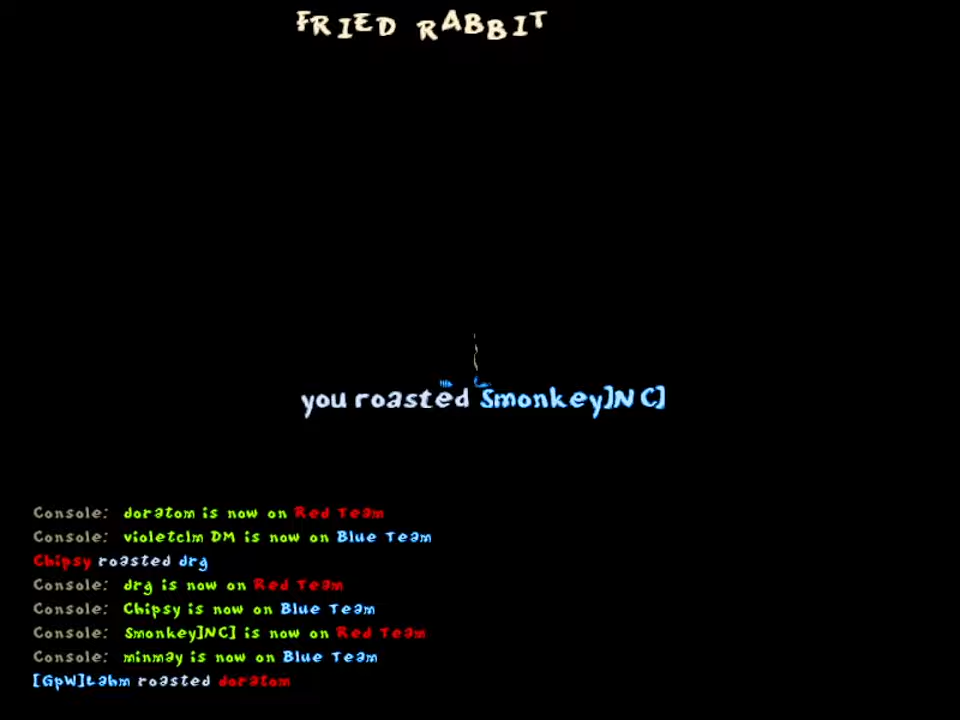 FRIED RABBIT
you roasted Smonkey]NC]
Console: doratom is now on Red Team
Console: violetclm DM is now on Blue Team
Chipsy roasted drg
Console: drg is now on Red Team
Console: Chipsy is now on Blue Team
Console: Smonkey]NC] is now on Red Team
Console: minmay is now on Blue Team
[GpW]Lahm roasted doratom